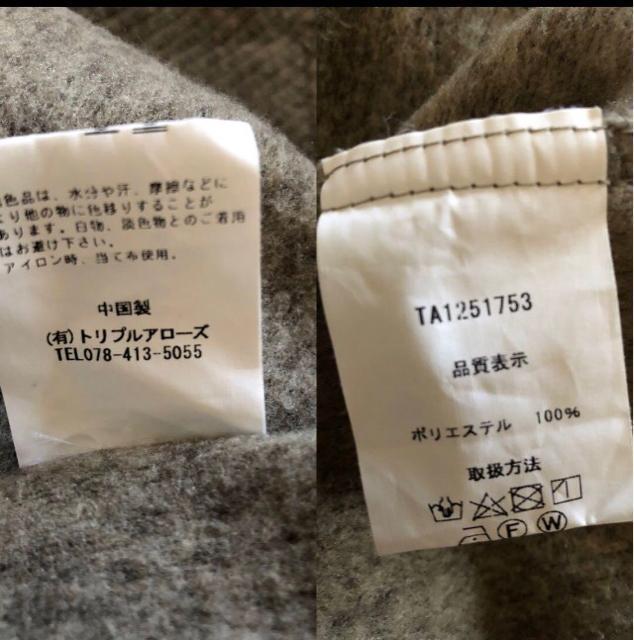 色品は、水分や汗、摩擦などに
より他の物に色移りすることが
あります。白物、淡色物とのご着用
はお避け下さい。
アイロン時、当て布使用。
中国製
(有)トリプルアローズ
TEL078-413-5055
TA1251753
品質表示
ポリエステル 100%
取扱方法
F W